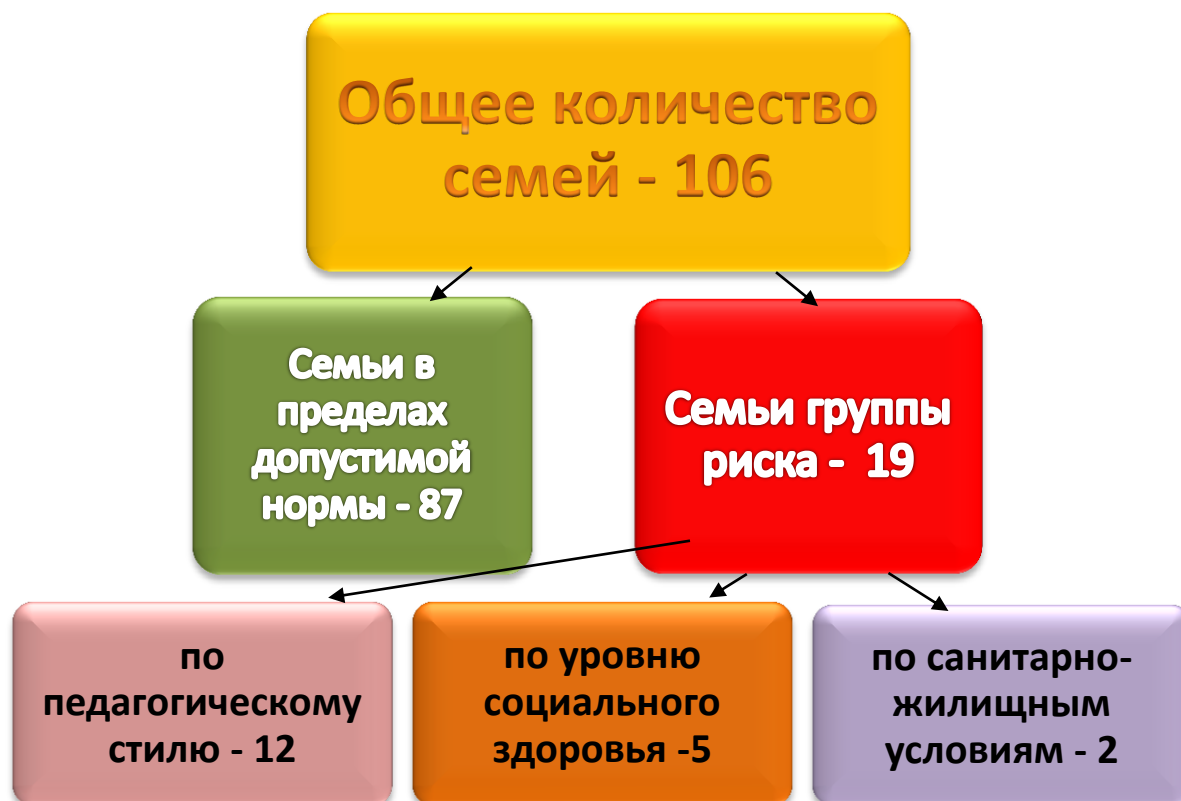 Общее количество
семей - 106
Семьи в
пределах
допустимой
нормы - 87
Семьи группы
риска -  19
по
педагогическому
стилю - 12
по уровню
социального
здоровья -5
по санитарно-
жилищным
условиям - 2